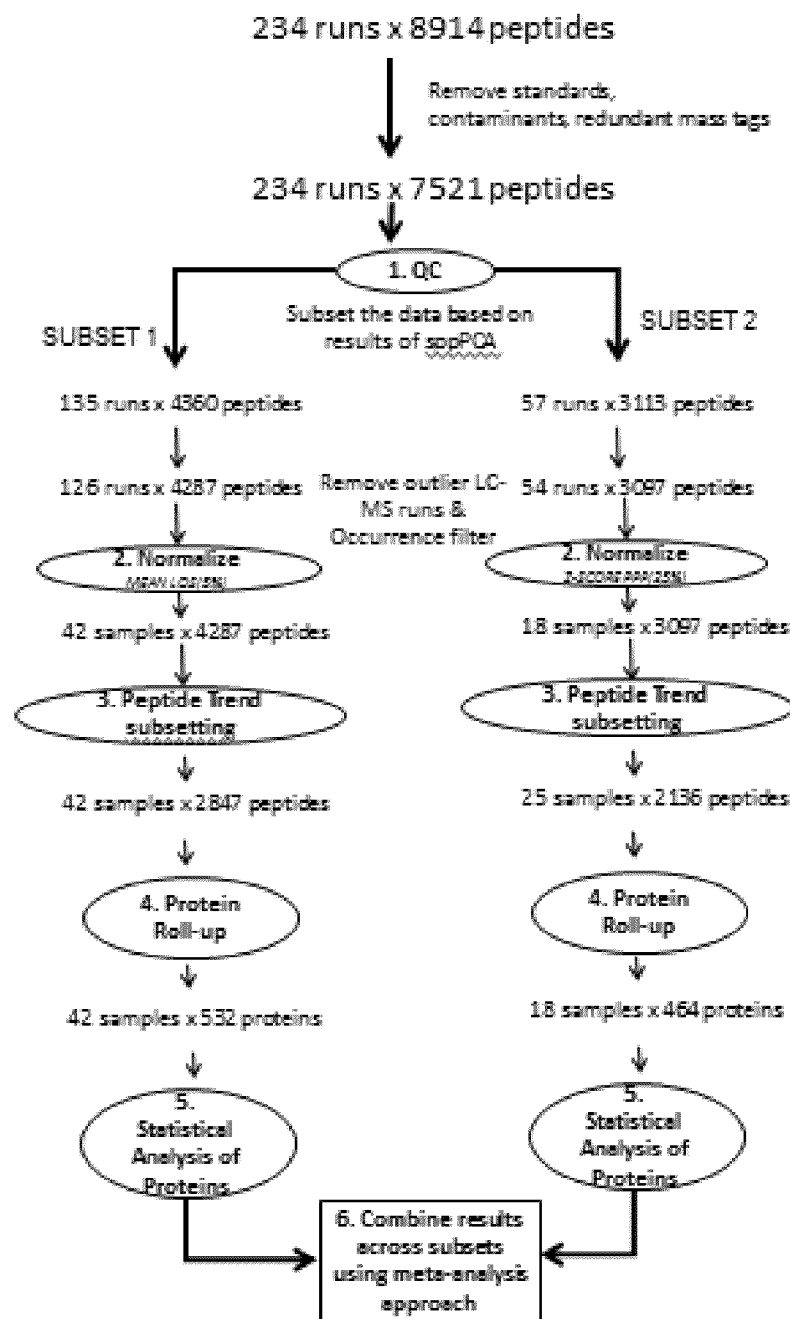 234 runs x 8914 peptides
Remove standards,
contaminants, redundant mass tags
234 runs x 7521 peptides
1. QC
Subset the data based on
results of sppPCA
SUBSET 1
SUBSET 2
135 runs x 4360 peptides
57 runs x 3113 peptides
126 runs x 4287 peptides
Remove outlier LC-
MS runs &
Occurrence filter
54 runs x 3097 peptides
2. Normalize
MEAN LOS(5%)
2. Normalize
Z-SCORE PPP(25%)
42 samples x 4287 peptides
18 samples x 3097 peptides
3. Peptide Trend
subsetting
3. Peptide Trend
subsetting
42 samples x 2847 peptides
25 samples x 2136 peptides
4. Protein
Roll-up
4. Protein
Roll-up
42 samples x 532 proteins
18 samples x 464 proteins
5.
Statistical
Analysis of
Proteins
5.
Statistical
Analysis of
Proteins
6. Combine results
across subsets
using meta-analysis
approach